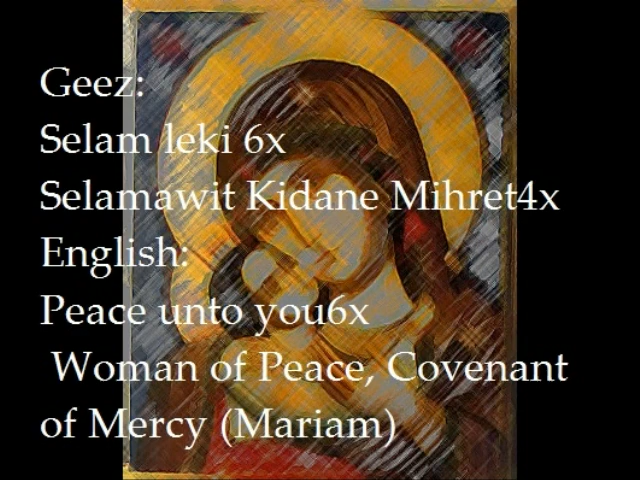 Geez:
Selam leki 6x
Selamawit Kidane Mihret4x
English:
Peace unto you6x
Woman of Peace, Covenant
of Mercy (Mariam)